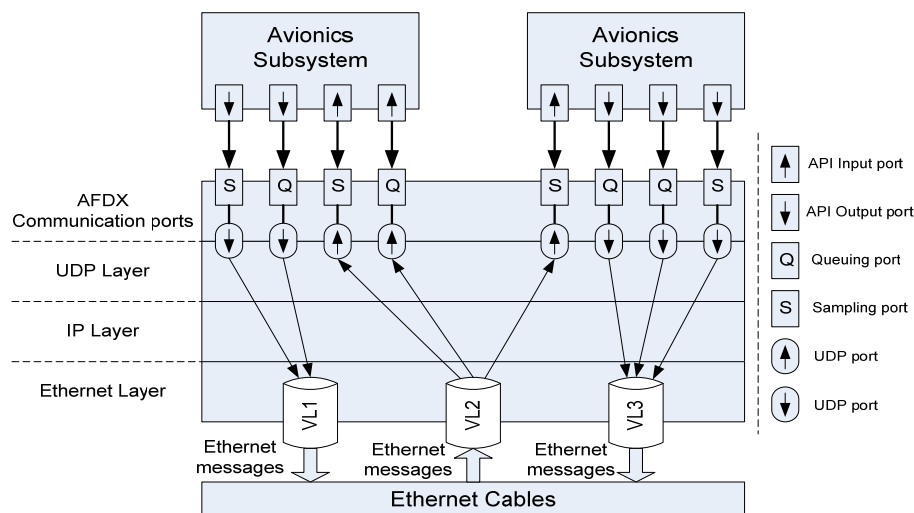 Avionics
Subsystem
Avionics
Subsystem
S
Q
S
Q
S
Q
Q
S
AFDX
Communication ports
UDP Layer
IP Layer
Ethernet Layer
VL1
VL2
VL3
Ethernet
messages
Ethernet
messages
Ethernet
messages
Ethernet Cables
API Input port
API Output port
Q
Queuing port
S
Sampling port
UDP port
UDP port